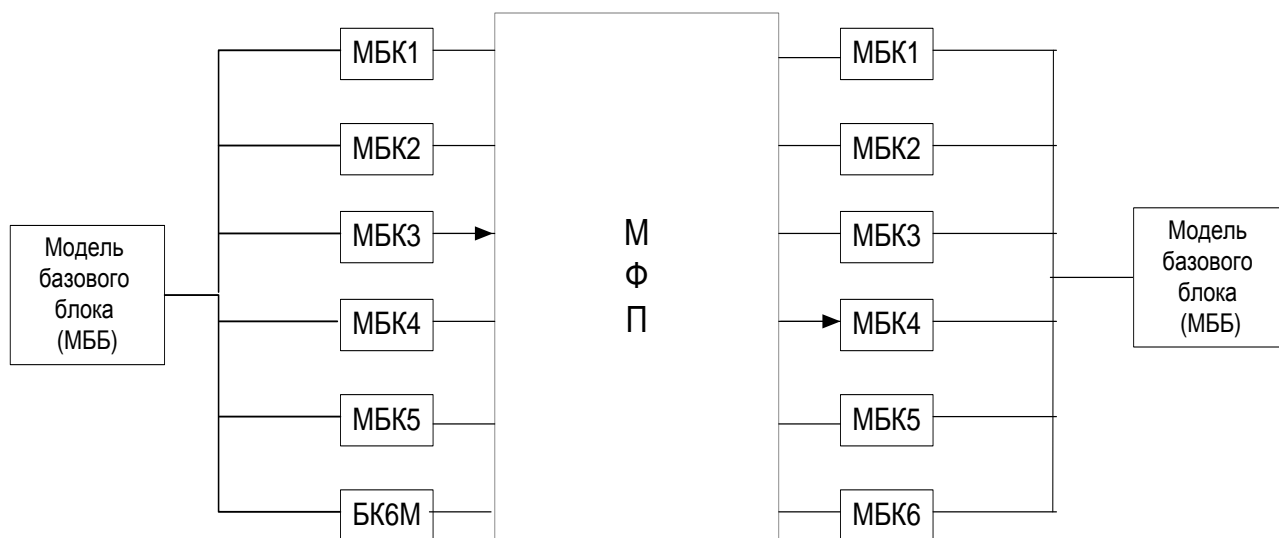 МБК1
МБК2
МБК3
МБК4
МБК5
БК6М
Модель
базового
блока
(МББ)
М
Ф
П
МБК1
МБК2
МБК3
МБК4
МБК5
МБК6
Модель
базового
блока
(МББ)